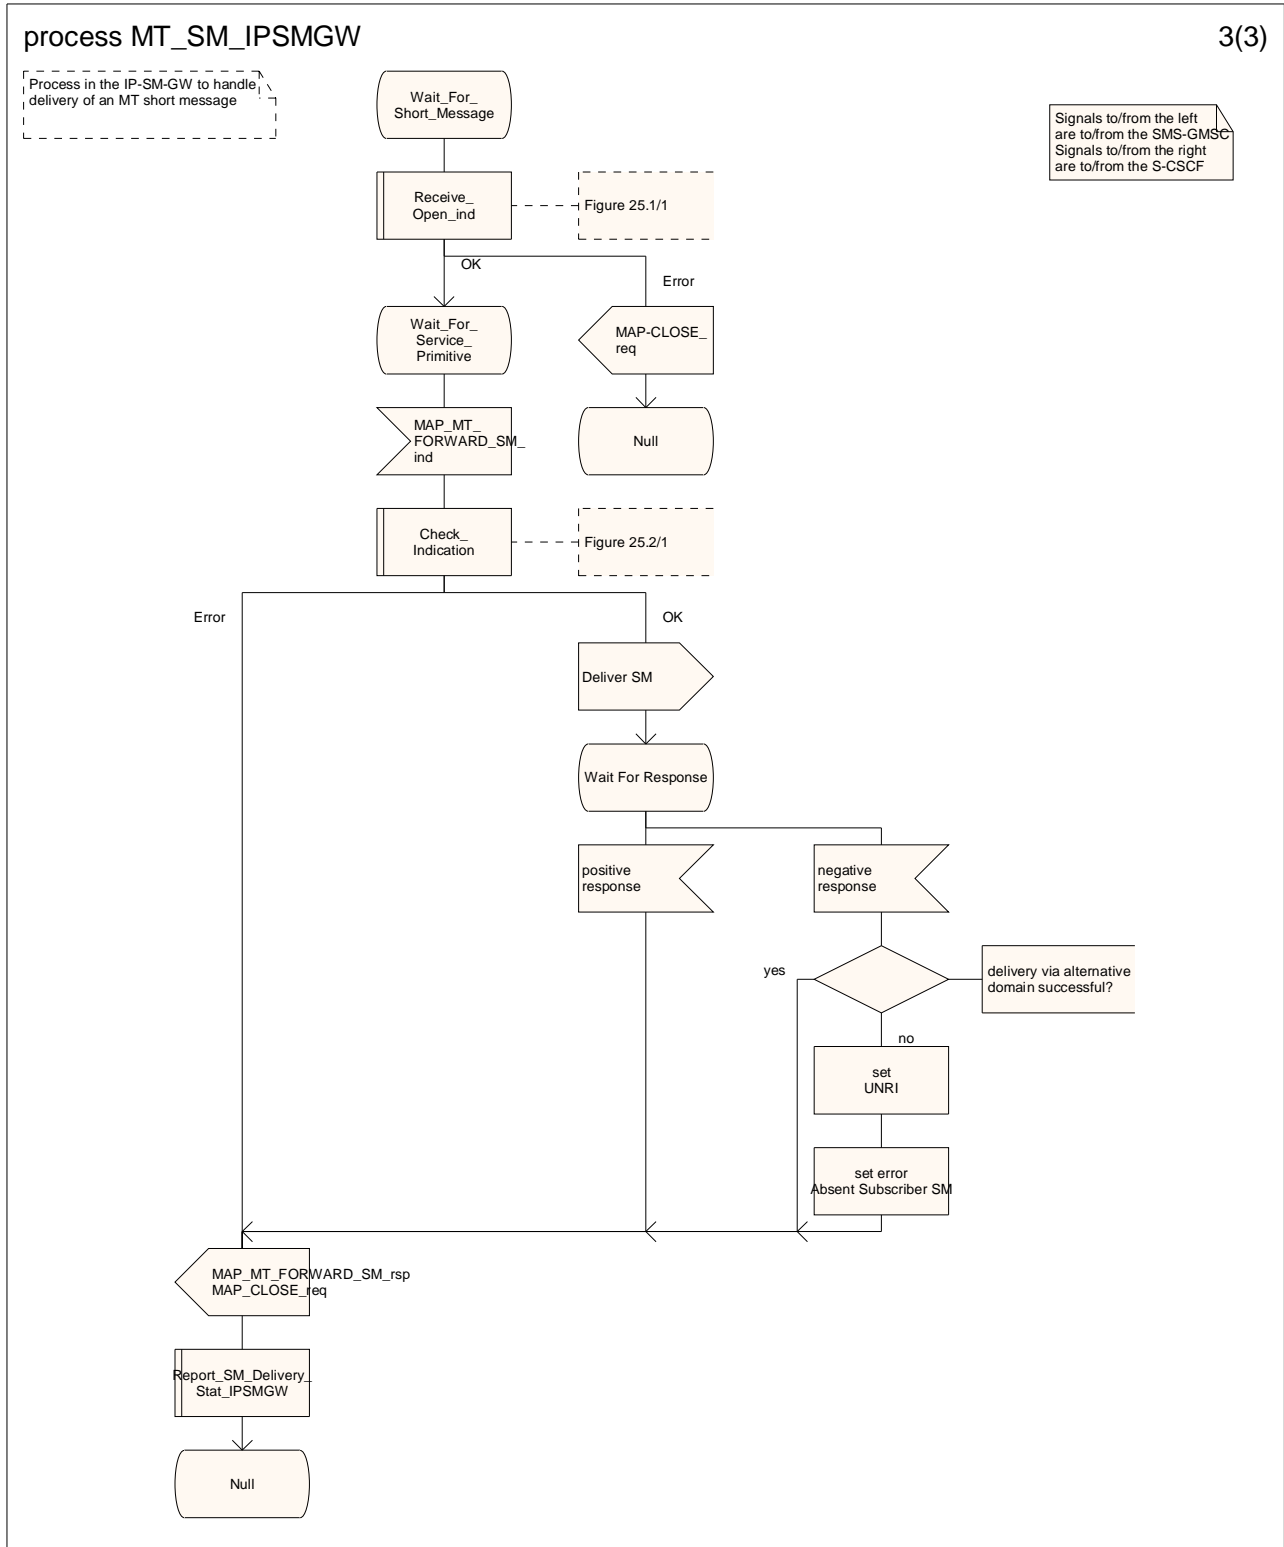 process MT_SM_IPSMGW
3(3)
Process in the IP-SM-GW to handle
delivery of an MT short message
Wait_For_
Short_Message
Signals to/from the left
are to/from the SMS-GMSC
Signals to/from the right
are to/from the S-CSCF
Receive_
Open_ind
Figure 25.1/1
OK
Error
Wait_For_
Service_
Primitive
MAP-CLOSE_
req
MAP_MT_
FORWARD_SM_
ind
Null
Check_
Indication
Figure 25.2/1
Error
OK
Deliver SM
Wait For Response
positive
response
negative
response
yes
delivery via alternative
domain successful?
no
set
UNRI
set error
Absent Subscriber SM
MAP_MT_FORWARD_SM_rsp
MAP_CLOSE_req
Report_SM_Delivery_
Stat_IPSMGW
Null